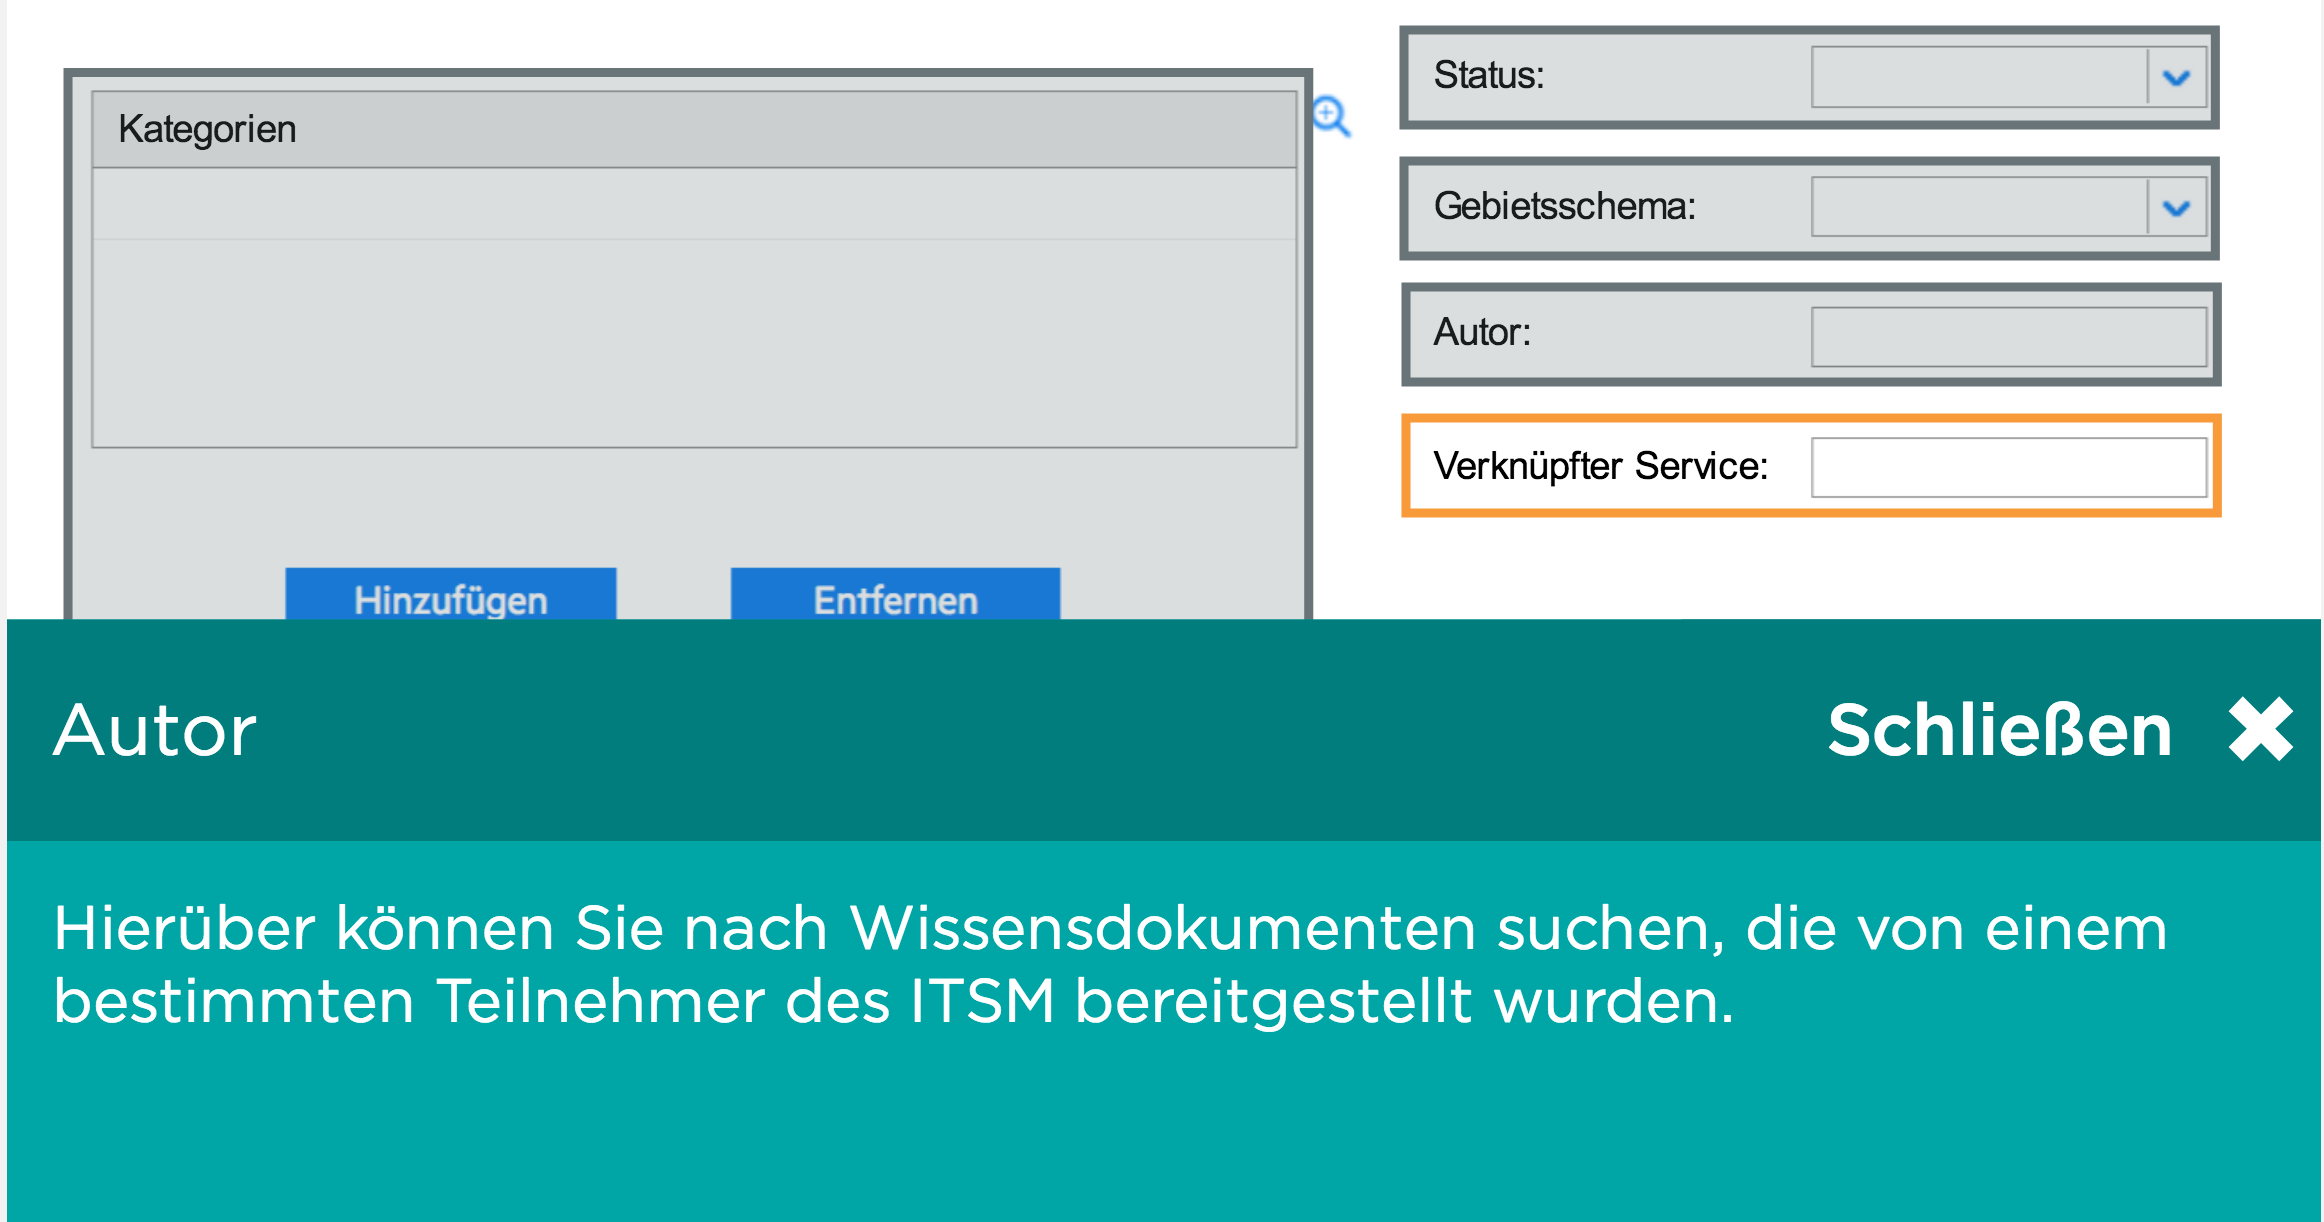 Kategorien
Hinzufügen
Entfernen
Status:
Gebietsschema:
Autor:
Verknüpfter Service:
Autor
Schließen
Hierüber können Sie nach Wissensdokumenten suchen, die von einem
bestimmten Teilnehmer des ITSM bereitgestellt wurden.